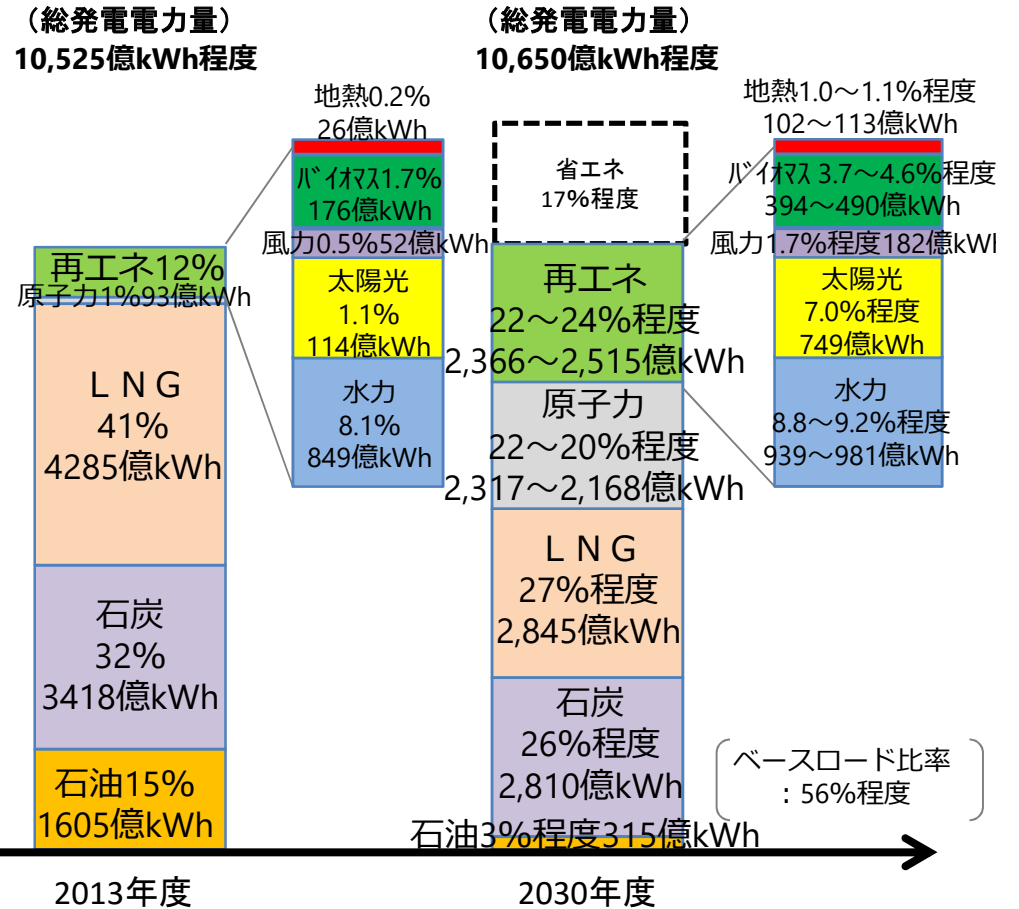 （総発電電力量）
10,525億kWh程度
地熱0.2%
26億kWh
ﾊﾞｲｵﾏｽ1.7%
176億kWh
風力0.5%52億kWh
太陽光
1.1%
114億kWh
水力
8.1%
849億kWh
再エネ12%
原子力1%93億kWh
ＬＮＧ
41%
4285億kWh
石炭
32%
3418億kWh
石油15%
1605億kWh
2013年度
（総発電電力量）
10,650億kWh程度
省エネ
17%程度
再エネ
22～24%程度
2,366～2,515億kWh
原子力
22～20%程度
2,317～2,168億kWh
ＬＮＧ
27%程度
2,845億kWh
石炭
26%程度
2,810億kWh
石油3%程度315億kWh
2030年度
地熱1.0～1.1%程度
102～113億kWh
ﾊﾞｲｵﾏｽ 3.7～4.6%程度
394～490億kWh
風力1.7%程度182億kWh
太陽光
7.0%程度
749億kWh
水力
8.8～9.2%程度
939～981億kWh
ベースロード比率
：56%程度